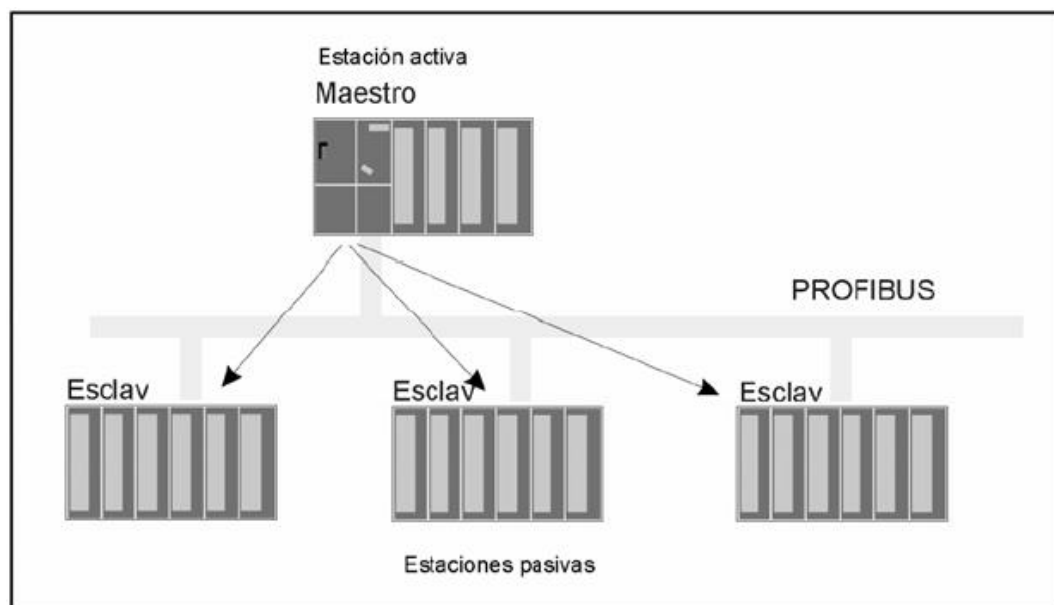 Estación activa
Maestro
PROFIBUS
Esclav
Esclav
Esclav
Estaciones pasivas